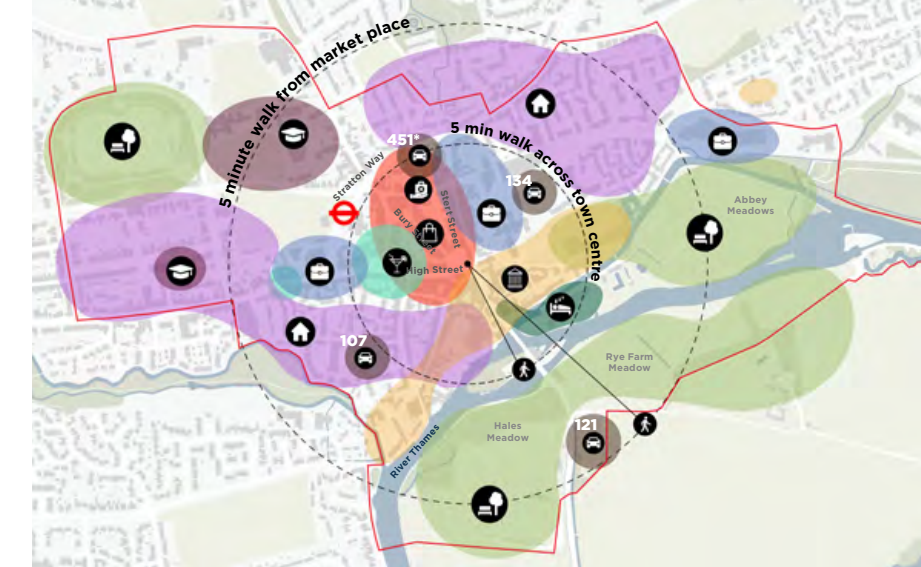 5 minute walk from market place
5 min walk across town centre
451*
134
Stratton Way
Stert Street
Bury Street
High Street
Abbey
Meadows
107
Rye Farm
Meadow
121
Hales
Meadow
River Thames